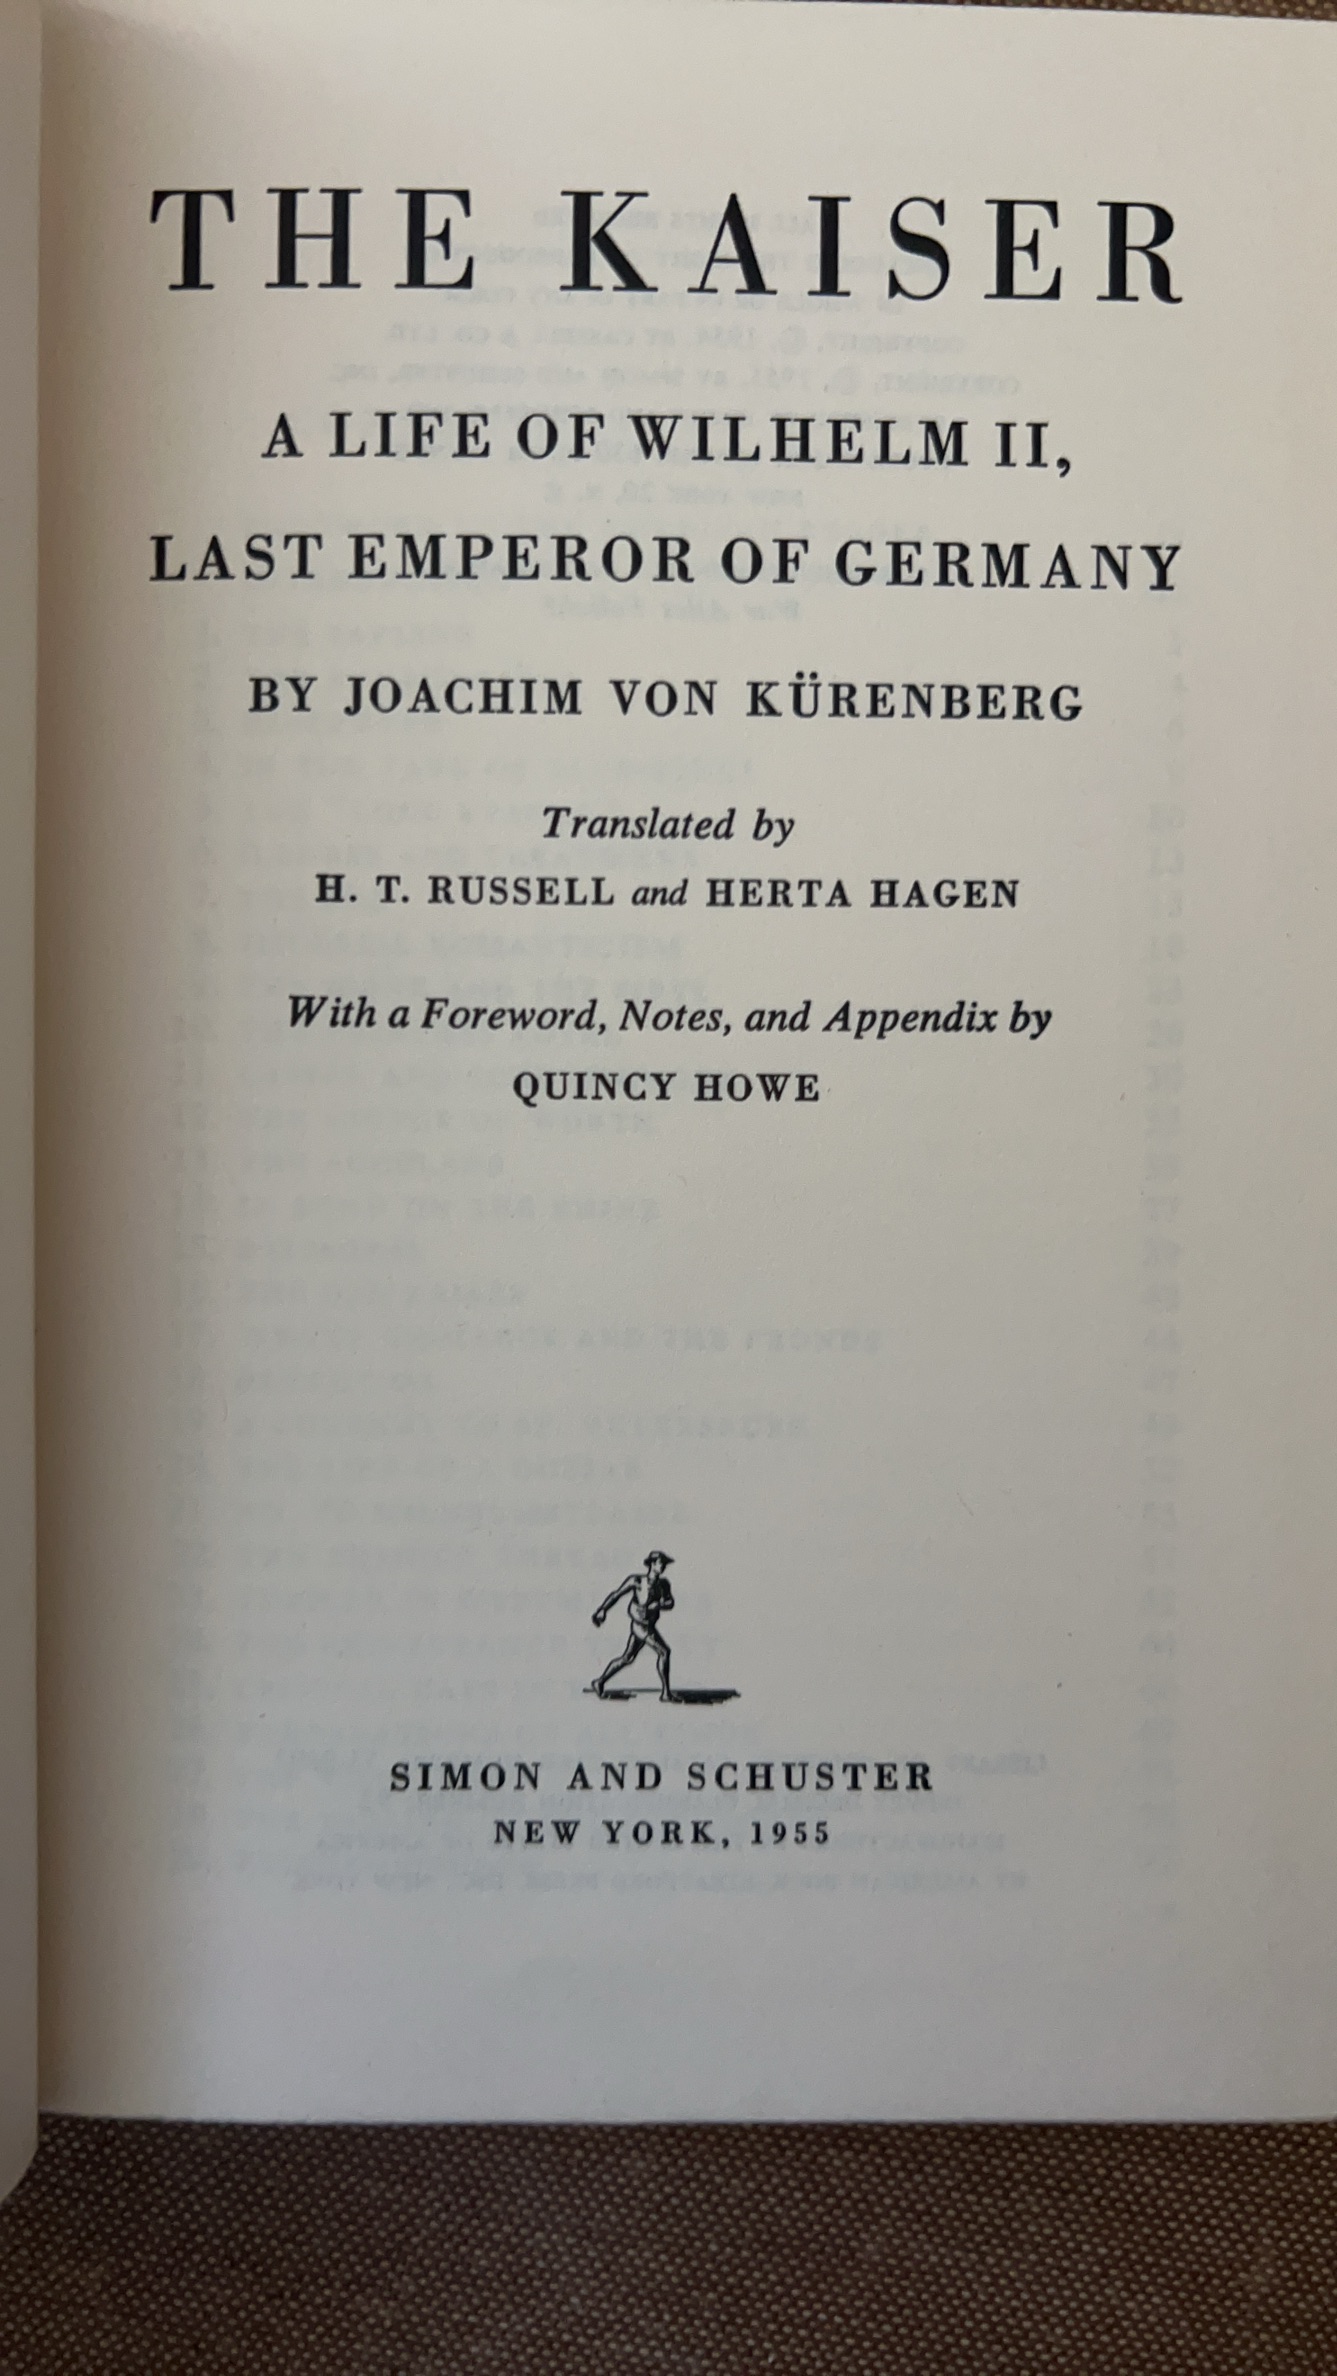 THE KAISER
A LIFE OF WILHELM II,
LAST EMPEROR OF GERMANY
BY JOACHIM VON KÜRENBERG
Translated by
H. T. RUSSELL and HERTA HAGEN
With a Foreword, Notes, and Appendix by
QUINCY HOWE
SIMON AND SCHUSTER
NEW YORK, 1955